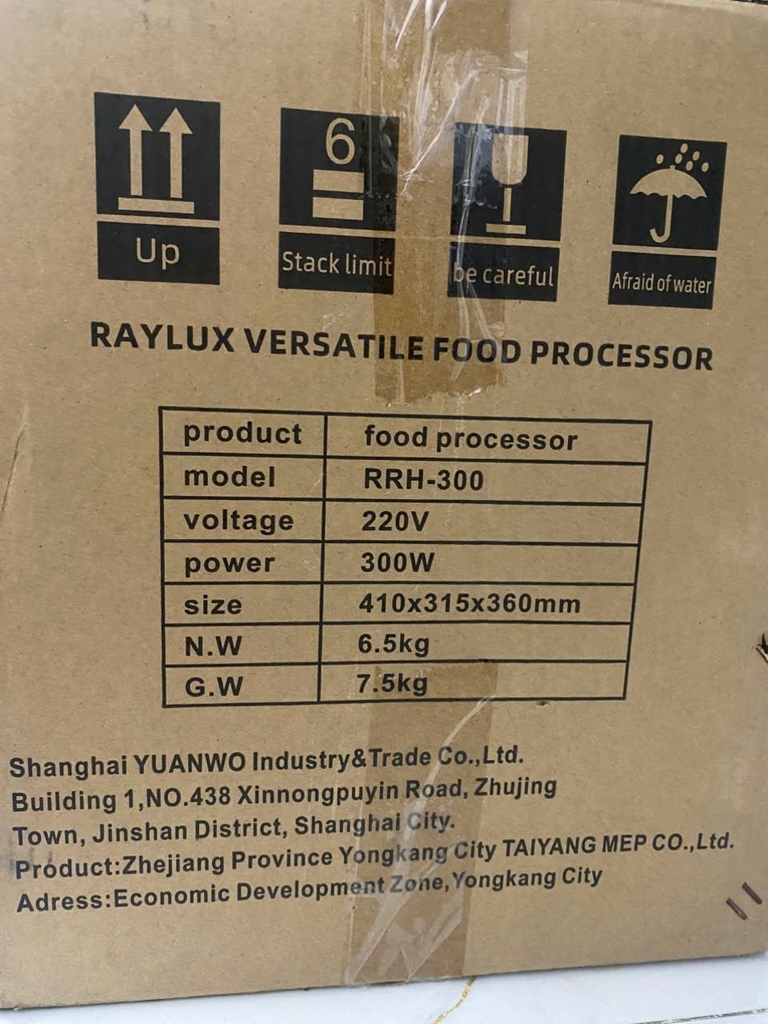 6
Up
Stack limit
be careful
Afraid of water
RAYLUX VERSATILE FOOD PROCESSOR
product food processor
model RRH-300
voltage 220V
power 300W
size 410x315x360mm
N.W 6.5kg
G.W 7.5kg
Shanghai YUANWO Industry&Trade Co.,Ltd.
Building 1,NO.438 Xinnongpuyin Road, Zhujing
Town, Jinshan District, Shanghai City.
Product:Zhejiang Province Yongkang City TAIYANG MEP CO.,Ltd.
Adress:Economic Development Zone,Yongkang City